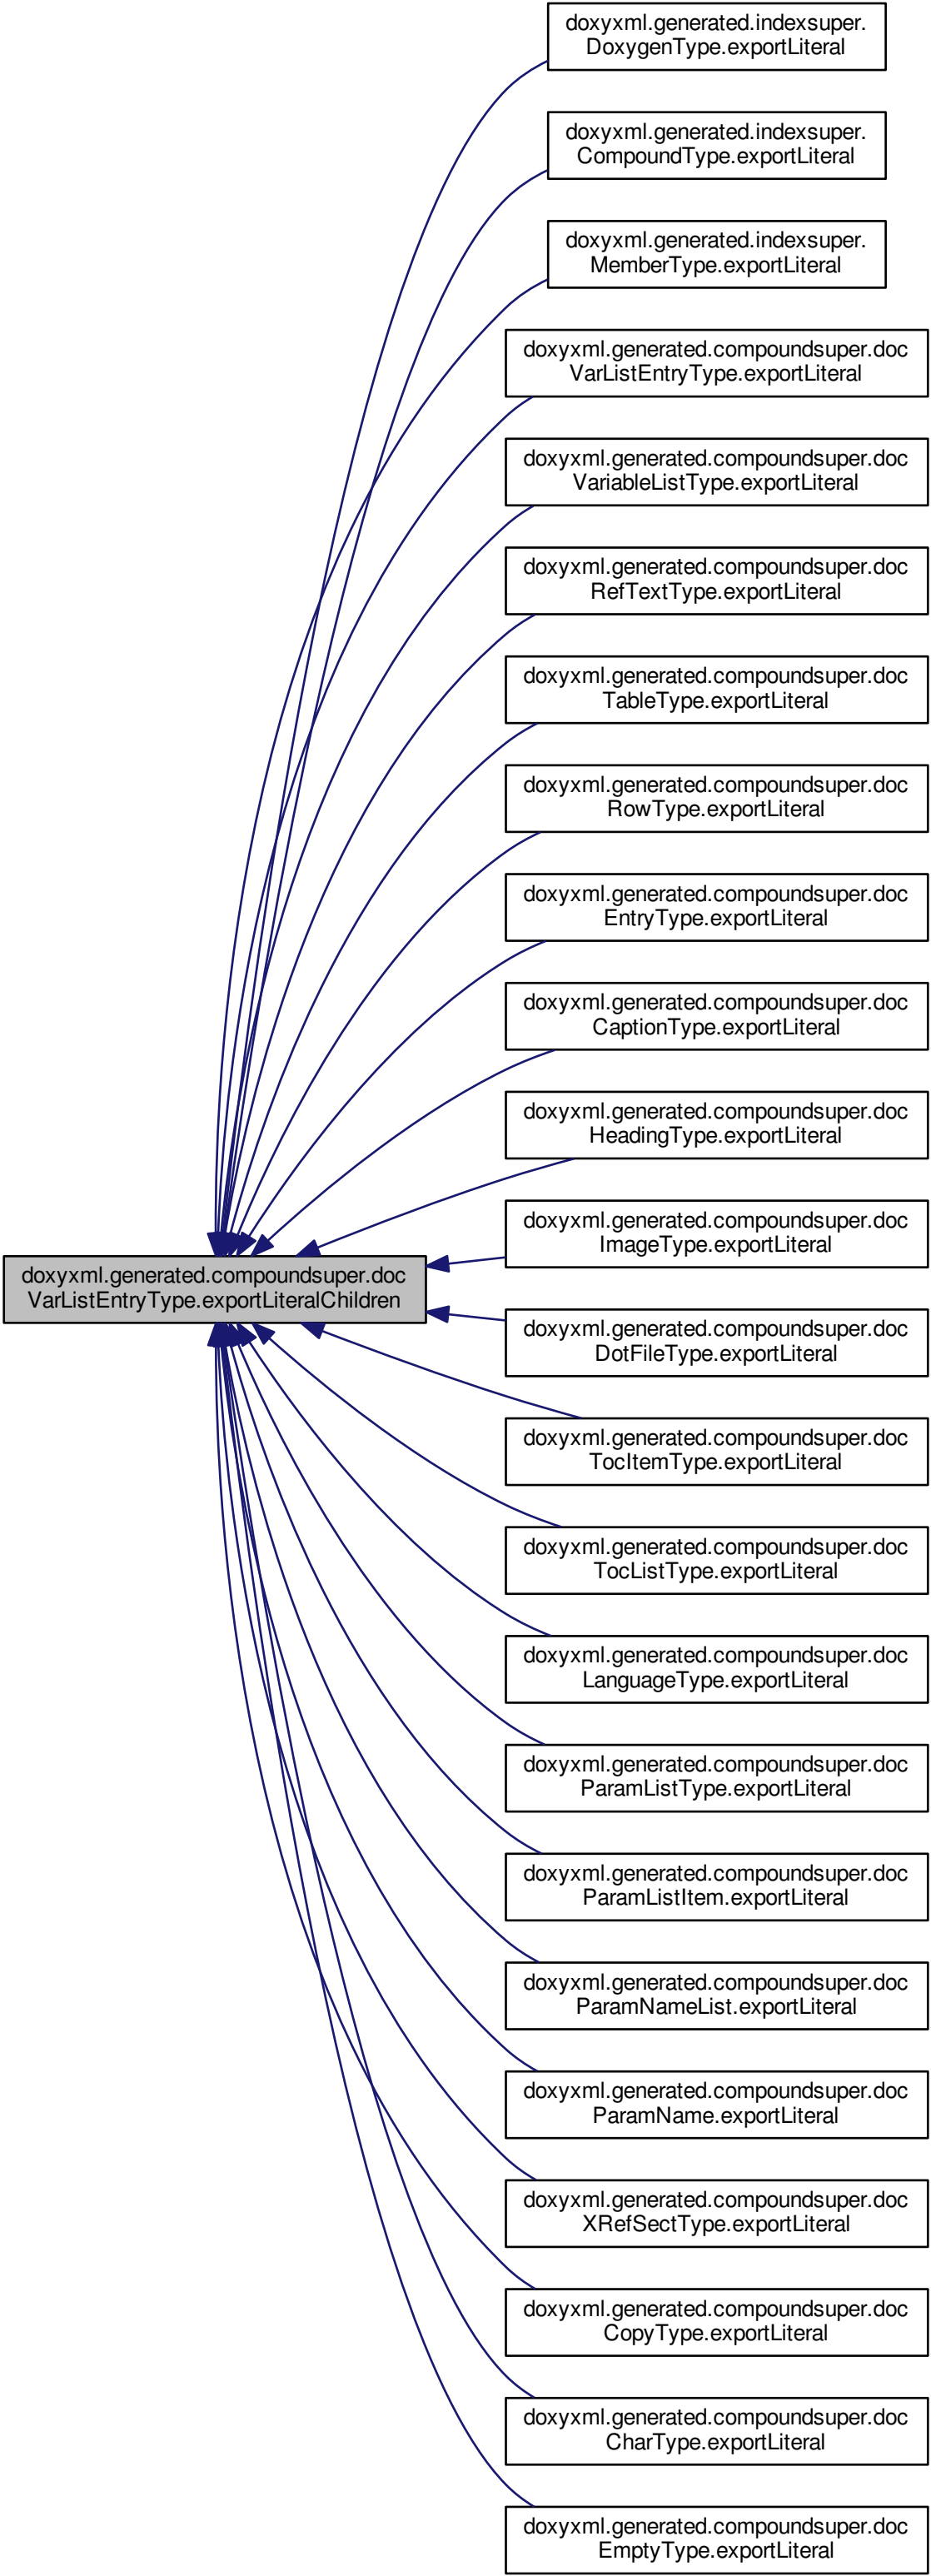 doxyxml.generated.indexsuper.
DoxygenType.exportLiteral
doxyxml.generated.indexsuper.
CompoundType.exportLiteral
doxyxml.generated.indexsuper.
MemberType.exportLiteral
doxyxml.generated.compoundsuper.doc
VarListEntryType.exportLiteral
doxyxml.generated.compoundsuper.doc
VariableListType.exportLiteral
doxyxml.generated.compoundsuper.doc
RefTextType.exportLiteral
doxyxml.generated.compoundsuper.doc
TableType.exportLiteral
doxyxml.generated.compoundsuper.doc
RowType.exportLiteral
doxyxml.generated.compoundsuper.doc
EntryType.exportLiteral
doxyxml.generated.compoundsuper.doc
CaptionType.exportLiteral
doxyxml.generated.compoundsuper.doc
HeadingType.exportLiteral
doxyxml.generated.compoundsuper.doc
ImageType.exportLiteral
doxyxml.generated.compoundsuper.doc
VarListEntryType.exportLiteralChildren
doxyxml.generated.compoundsuper.doc
DotFileType.exportLiteral
doxyxml.generated.compoundsuper.doc
TocItemType.exportLiteral
doxyxml.generated.compoundsuper.doc
TocListType.exportLiteral
doxyxml.generated.compoundsuper.doc
LanguageType.exportLiteral
doxyxml.generated.compoundsuper.doc
ParamListType.exportLiteral
doxyxml.generated.compoundsuper.doc
ParamListItem.exportLiteral
doxyxml.generated.compoundsuper.doc
ParamNameList.exportLiteral
doxyxml.generated.compoundsuper.doc
ParamName.exportLiteral
doxyxml.generated.compoundsuper.doc
XRefSectType.exportLiteral
doxyxml.generated.compoundsuper.doc
CopyType.exportLiteral
doxyxml.generated.compoundsuper.doc
CharType.exportLiteral
doxyxml.generated.compoundsuper.doc
EmptyType.exportLiteral